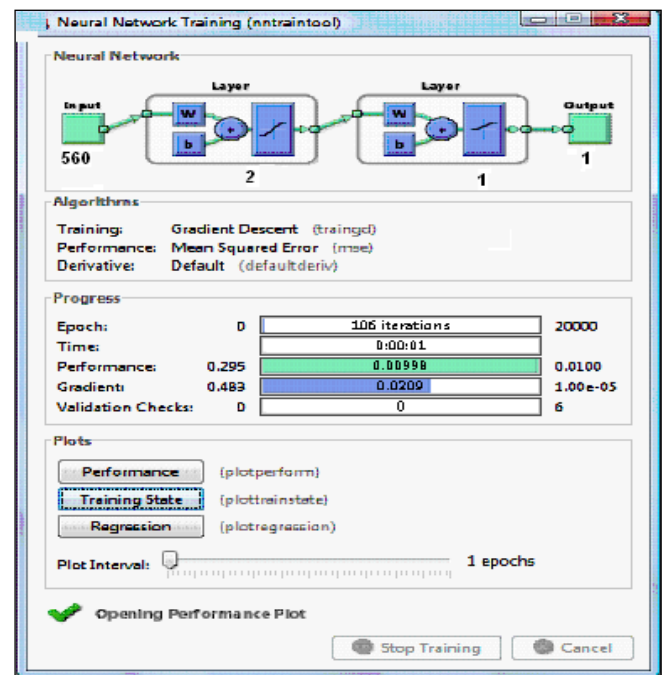 Neural Network Training (nntraintool)
Neural Network
Layer Layer
Input Output
W W
+ +
b b
560 1
2 1
Algorithms
Training: Gradient Descent (traingd)
Performance: Mean Squared Error (mse)
Derivative: Default (defaultderiv)
Progress
Epoch: 0 106 iterations 20000
Time: 0:00:01
Performance: 0.295 0.00998 0.0100
Gradient: 0.483 0.0209 1.00e-05
Validation Checks: 0 0 6
Plots
Performance (plotperform)
Training State (plottrainstate)
Regression (plotregression)
Plot Interval: 1 epochs
Opening Performance Plot
Stop Training Cancel